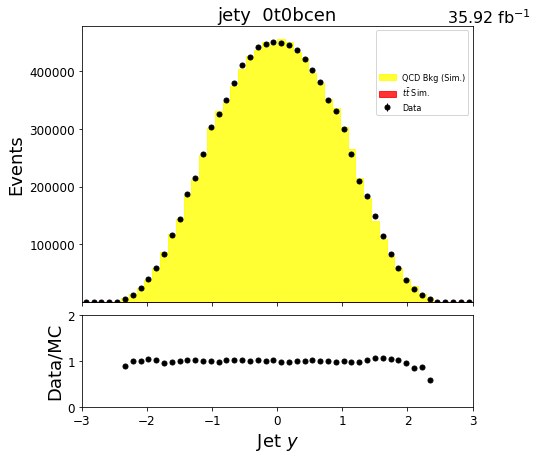 jety 0t0bcen
35.92 fb⁻¹
QCD Bkg (Sim.)
tt̄ Sim.
Data
Events
400000
300000
200000
100000
Data/MC
2
1
0
−3 −2 −1 0 1 2 3
Jet y